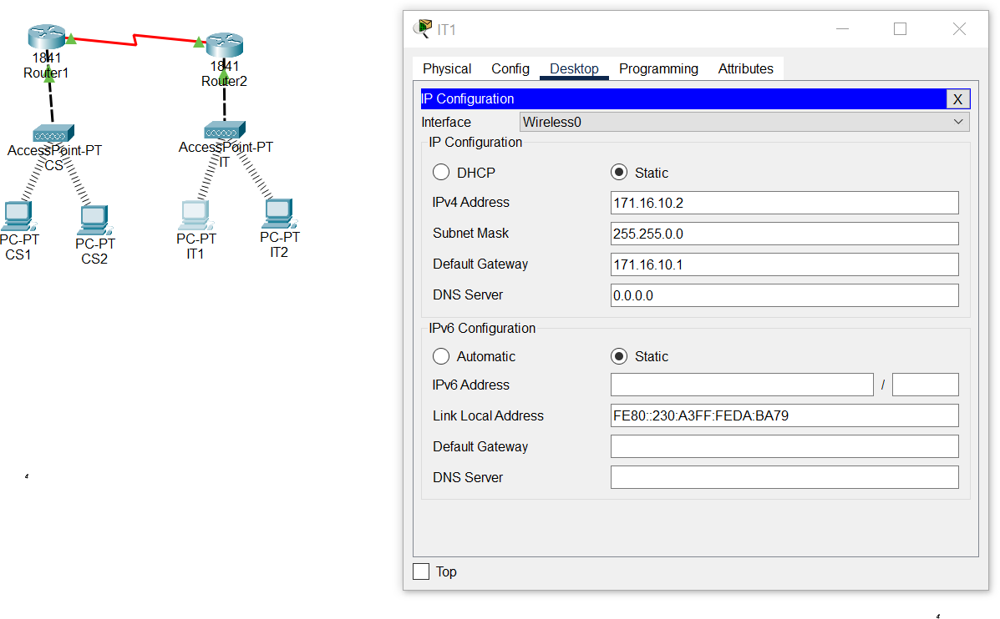 1841
Router1
1841
Router2
AccessPoint-PT
CS
AccessPoint-PT
IT
PC-PT
CS1
PC-PT
CS2
PC-PT
IT1
PC-PT
IT2
IT1
Physical Config Desktop Programming Attributes
IP Configuration X
Interface Wireless0
IP Configuration
DHCP Static
IPv4 Address 171.16.10.2
Subnet Mask 255.255.0.0
Default Gateway 171.16.10.1
DNS Server 0.0.0.0
IPv6 Configuration
Automatic Static
IPv6 Address /
Link Local Address FE80::230:A3FF:FEDA:BA79
Default Gateway
DNS Server
Top